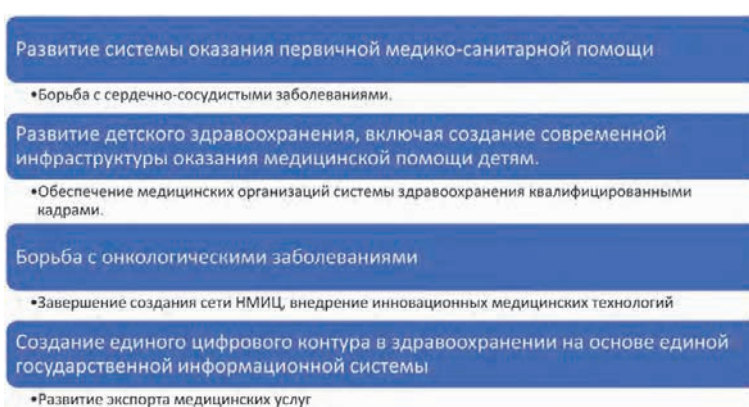 Развитие системы оказания первичной медико-санитарной помощи
•Борьба с сердечно-сосудистыми заболеваниями.
Развитие детского здравоохранения, включая создание современной
инфраструктуры оказания медицинской помощи детям.
•Обеспечение медицинских организаций системы здравоохранения квалифицированными
кадрами.
Борьба с онкологическими заболеваниями
•Завершение создания сети НМИЦ, внедрение инновационных медицинских технологий
Создание единого цифрового контура в здравоохранении на основе единой
государственной информационной системы
•Развитие экспорта медицинских услуг